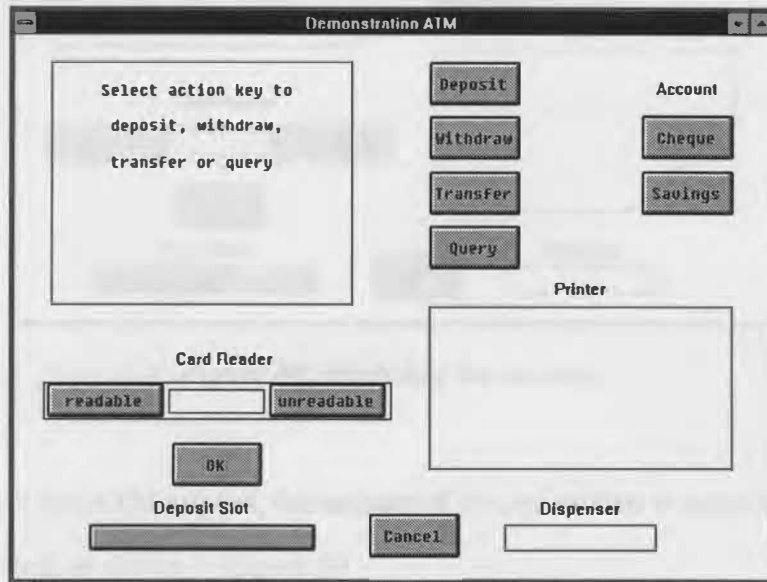 Demonstration ATM
Select action key to
deposit, withdraw,
transfer or query
Deposit
Withdraw
Transfer
Query
Account
Cheque
Savings
Printer
Card Reader
readable
unreadable
OK
Deposit Slot
Cancel
Dispenser